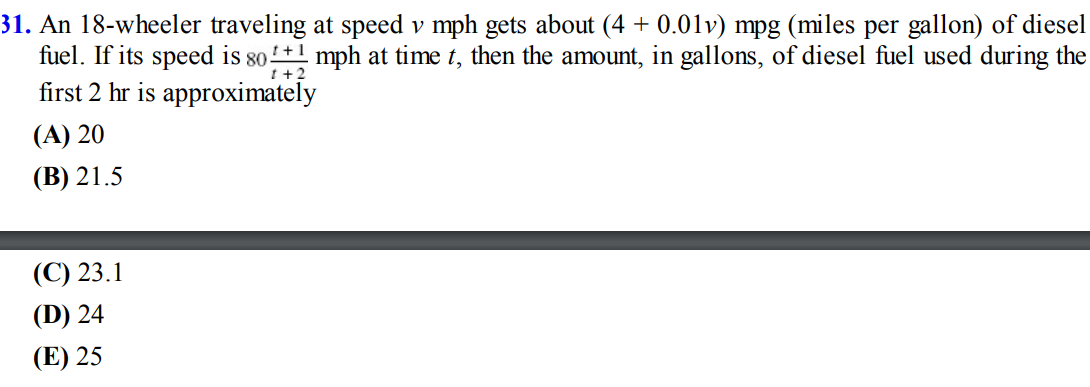 31. An 18-wheeler traveling at speed v mph gets about (4 + 0.01v) mpg (miles per gallon) of diesel
fuel. If its speed is 80 (t + 1)/(t + 2) mph at time t, then the amount, in gallons, of diesel fuel used during the
first 2 hr is approximately
(A) 20
(B) 21.5
(C) 23.1
(D) 24
(E) 25